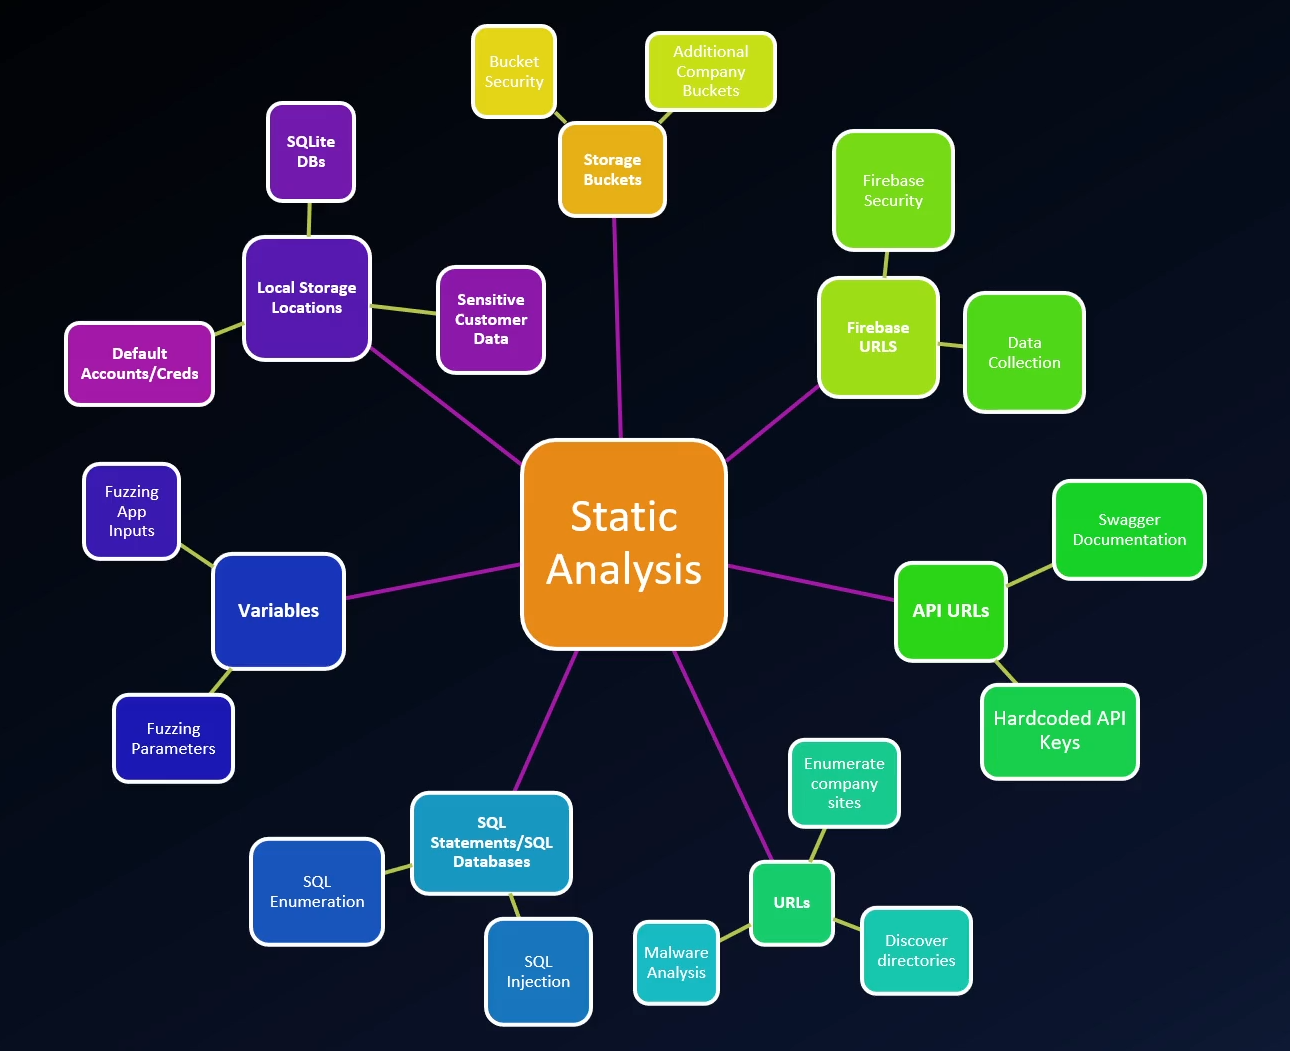 Bucket
Security
Additional
Company
Buckets
Storage
Buckets
SQLite
DBs
Local Storage
Locations
Sensitive
Customer
Data
Default
Accounts/Creds
Firebase
Security
Firebase
URLS
Data
Collection
Static
Analysis
Fuzzing
App
Inputs
Variables
Fuzzing
Parameters
Swagger
Documentation
API URLs
Hardcoded API
Keys
SQL
Statements/SQL
Databases
SQL
Enumeration
SQL
Injection
Enumerate
company
sites
URLs
Malware
Analysis
Discover
directories